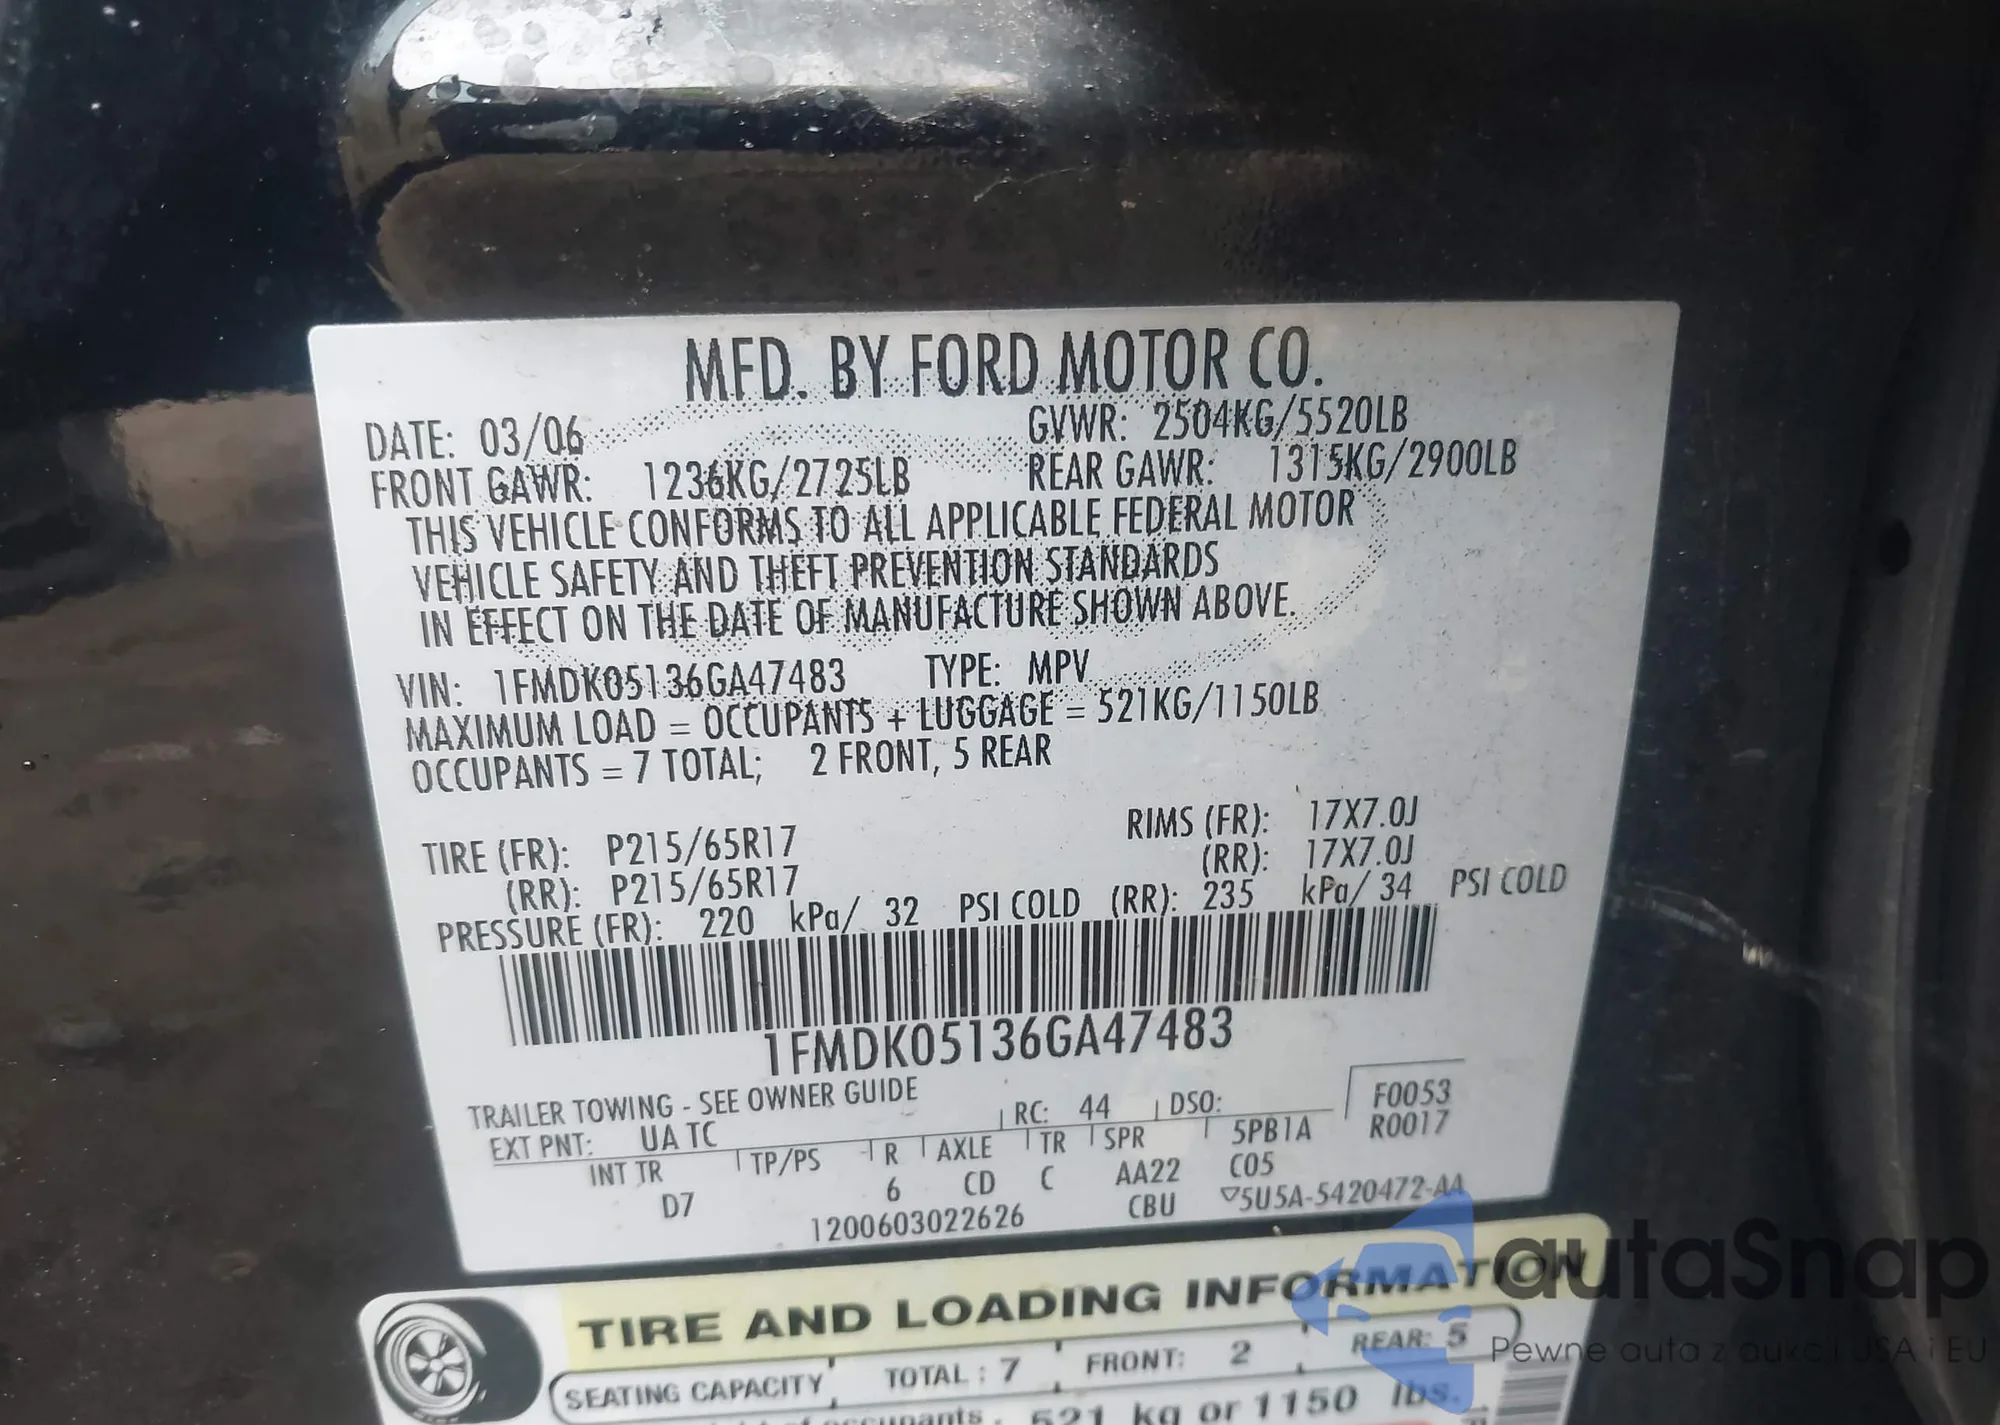 MFD. BY FORD MOTOR CO.
DATE: 03/06 GVWR: 2504KG/5520LB
FRONT GAWR: 1236KG/2725LB REAR GAWR: 1315KG/2900LB
THIS VEHICLE CONFORMS TO ALL APPLICABLE FEDERAL MOTOR
VEHICLE SAFETY AND THEFT PREVENTION STANDARDS
IN EFFECT ON THE DATE OF MANUFACTURE SHOWN ABOVE.
VIN: 1FMDK05136GA47483 TYPE: MPV
MAXIMUM LOAD = OCCUPANTS + LUGGAGE = 521KG/1150LB
OCCUPANTS = 7 TOTAL; 2 FRONT, 5 REAR
TIRE (FR): P215/65R17 RIMS (FR): 17X7.0J
(RR): P215/65R17 (RR): 17X7.0J
PRESSURE (FR): 220 kPa/ 32 PSI COLD (RR): 235 kPa/ 34 PSI COLD
1FMDK05136GA47483
TRAILER TOWING - SEE OWNER GUIDE F0053
EXT PNT: UA TC RC: 44 DSO: R0017
INT TR TP/PS R AXLE TR SPR 5PB1A
D7 6 CD C AA22 C05
1200603022626 CBU ▽5U5A-5420472-AA
TIRE AND LOADING INFORMATION
SEATING CAPACITY TOTAL : 7 FRONT: 2 REAR: 5
occupants 521 kg or 1150 lbs.
autaSnap
Pewne auta z aukcji USA i EU